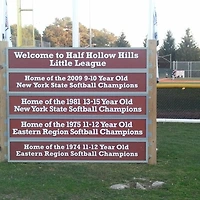 Welcome to Half Hollow Hills
Little League
Home of the 2009 9-10 Year Old
New York State Softball Champions
Home of the 1981 13-15 Year Old
New York State Softball Champions
Home of the 1975 11-12 Year Old
Eastern Region Softball Champions
Home of the 1974 11-12 Year Old
Eastern Region Softball Champions